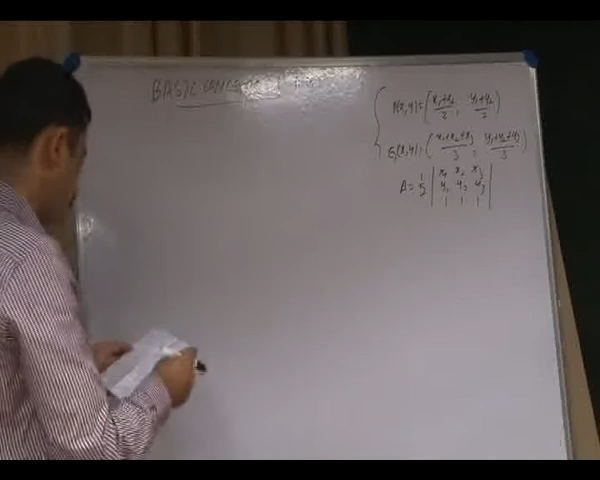 BASIC CONCE
P(x,y)=(x₁+x₂/2 , y₁+y₂/2)
G(x,y)=(x₁+x₂+x₃/3 , y₁+y₂+y₃/3)
A= 1/2 | x₁ x₂ x₃
y₁ y₂ y₃
1 1 1 |